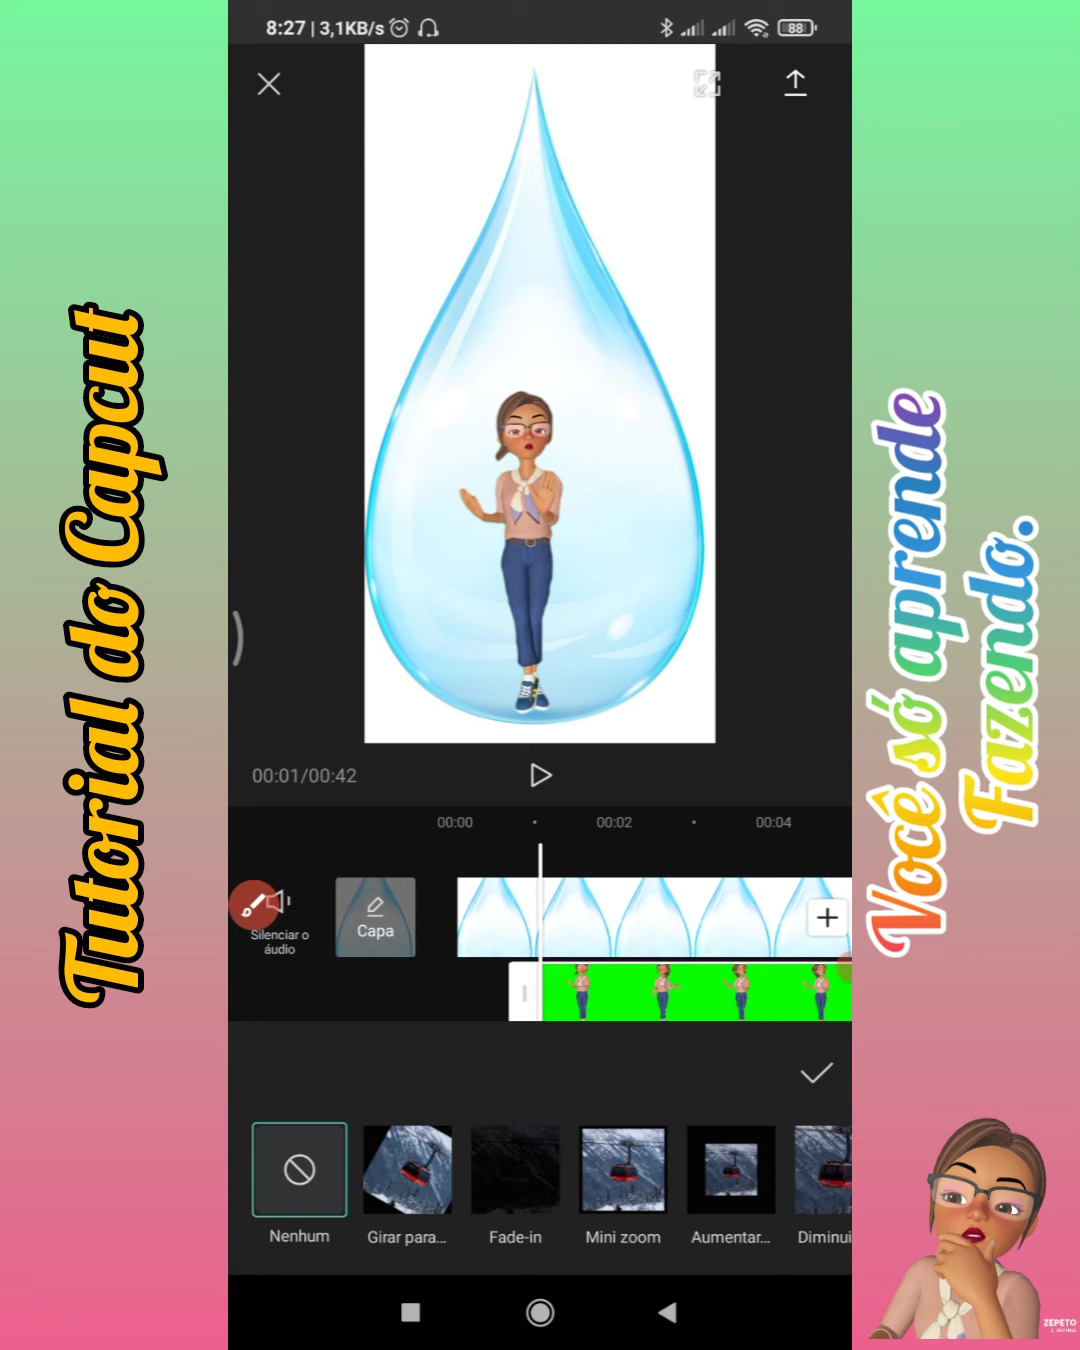 8:27 | 3,1KB/s
88
Tutorial do Capcut
Você só aprende
Fazendo.
00:01/00:42
00:00
00:02
00:04
Silenciar o
áudio
Capa
Nenhum
Girar para...
Fade-in
Mini zoom
Aumentar...
Diminui
ZEPETO